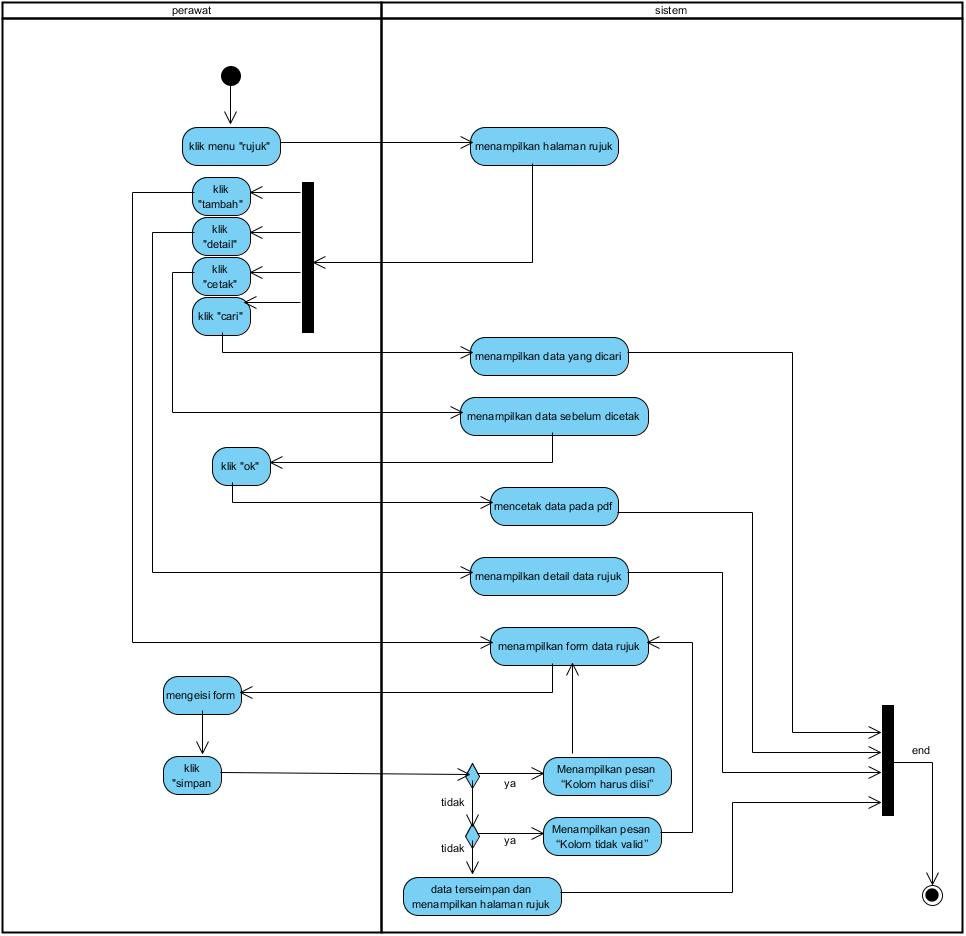 perawat
sistem
klik menu "rujuk"
menampilkan halaman rujuk
klik
"tambah"
klik
"detail"
klik
"cetak"
klik "cari"
menampilkan data yang dicari
menampilkan data sebelum dicetak
klik "ok"
mencetak data pada pdf
menampilkan detail data rujuk
menampilkan form data rujuk
mengeisi form
klik
"simpan
Menampilkan pesan
“Kolom harus diisi”
ya
tidak
end
Menampilkan pesan
“Kolom tidak valid”
ya
tidak
data terseimpan dan
menampilkan halaman rujuk